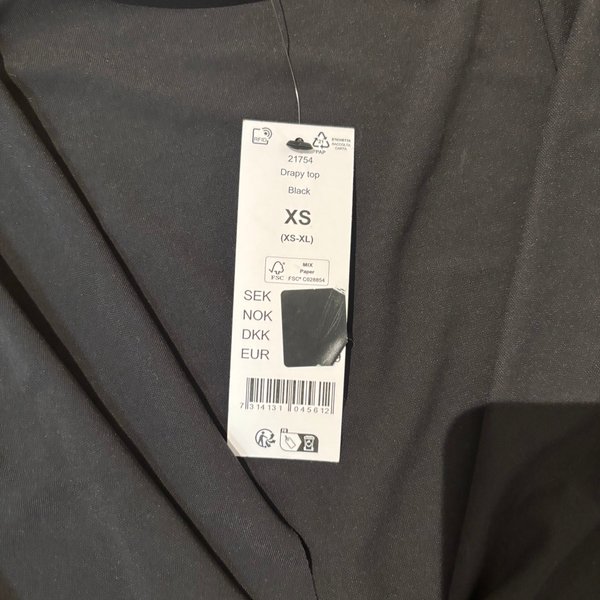 RFID
PAP
ETICHETTA
RACCOLTA
CARTA
21754
Drapy top
Black
XS
(XS-XL)
FSC
MIX
Paper
FSC® C028854
SEK
NOK
DKK
EUR
7 314131 045612
FR